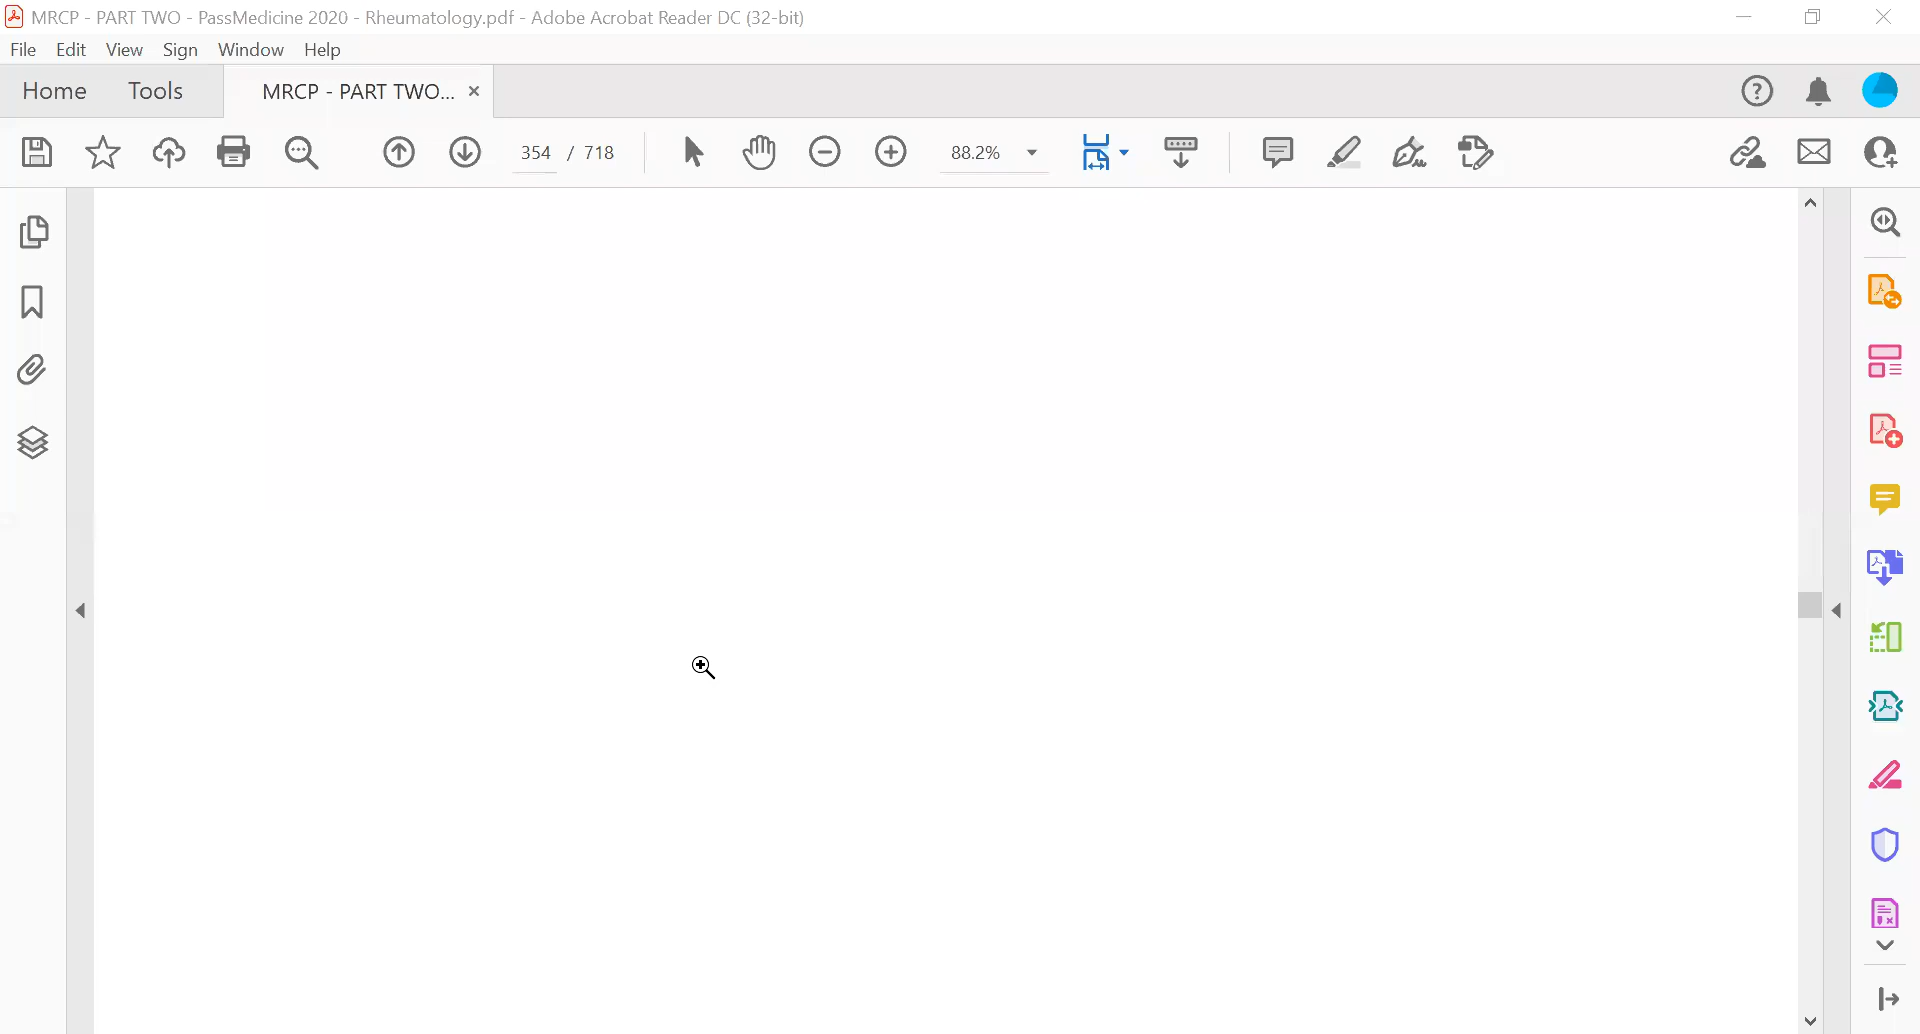 MRCP - PART TWO - PassMedicine 2020 - Rheumatology.pdf - Adobe Acrobat Reader DC (32-bit)
File Edit View Sign Window Help
Home Tools MRCP - PART TWO...
354 / 718 88.2%